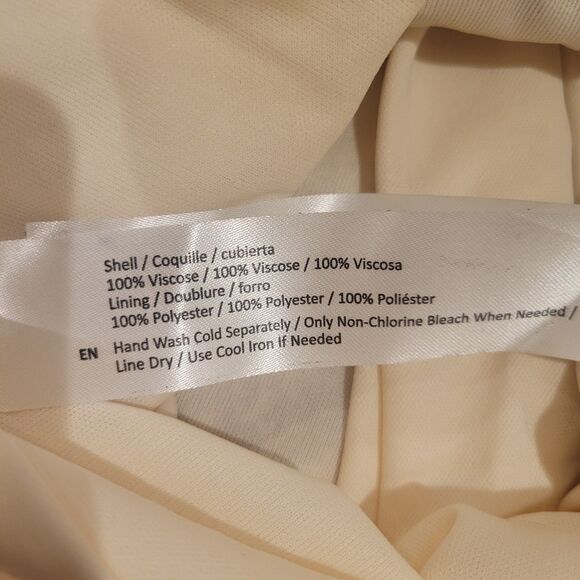 Shell / Coquille / cubierta
100% Viscose / 100% Viscose / 100% Viscosa
Lining / Doublure / forro
100% Polyester / 100% Polyester / 100% Poliéster
EN Hand Wash Cold Separately / Only Non-Chlorine Bleach When Needed /
Line Dry / Use Cool Iron If Needed